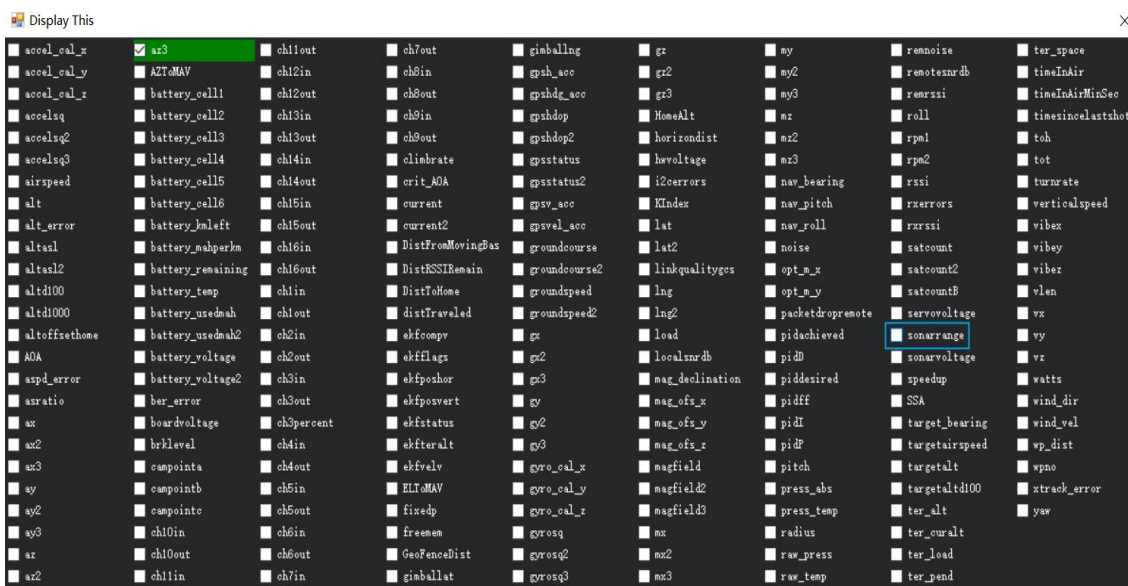 Display This
accel_cal_x
accel_cal_y
accel_cal_z
accelsq
accelsq2
accelsq3
airspeed
alt
alt_error
altasl
altasl2
altd100
altd1000
altoffsethome
AOA
aspd_error
asratio
ax
ax2
ax3
ay
ay2
ay3
az
az2
az3
AZToMAV
battery_cell1
battery_cell2
battery_cell3
battery_cell4
battery_cell5
battery_cell6
battery_kmleft
battery_mahperkm
battery_remaining
battery_temp
battery_usedmah
battery_usedmah2
battery_voltage
battery_voltage2
ber_error
boardvoltage
brklevel
campointa
campointb
campointc
ch10in
ch10out
ch11in
ch11out
ch12in
ch12out
ch13in
ch13out
ch14in
ch14out
ch15in
ch15out
ch16in
ch16out
ch1in
ch1out
ch2in
ch2out
ch3in
ch3out
ch3percent
ch4in
ch4out
ch5in
ch5out
ch6in
ch6out
ch7in
ch7out
ch8in
ch8out
ch9in
ch9out
climbrate
crit_AOA
current
current2
DistFromMovingBas
DistRSSIRemain
DistToHome
distTraveled
ekfcompv
ekfflags
ekfposhor
ekfposvert
ekfstatus
ekfteralt
ekfvelv
ELToMAV
fixedp
freemem
GeoFenceDist
gimballat
gimballng
gpsh_acc
gpshdg_acc
gpshdop
gpshdop2
gpsstatus
gpsstatus2
gpsv_acc
gpsvel_acc
groundcourse
groundcourse2
groundspeed
groundspeed2
gx
gx2
gx3
gy
gy2
gy3
gyro_cal_x
gyro_cal_y
gyro_cal_z
gyrosq
gyrosq2
gyrosq3
gz
gz2
gz3
HomeAlt
horizondist
hwvoltage
i2cerrors
KIndex
lat
lat2
linkqualitygcs
lng
lng2
load
localsnrdb
mag_declination
mag_ofs_x
mag_ofs_y
mag_ofs_z
magfield
magfield2
magfield3
mx
mx2
mx3
my
my2
my3
mz
mz2
mz3
nav_bearing
nav_pitch
nav_roll
noise
opt_m_x
opt_m_y
packetdropremote
pidachieved
pidD
piddesired
pidff
pidI
pidP
pitch
press_abs
press_temp
radius
raw_press
raw_temp
remnoise
remotesnrdb
remrssi
roll
rpm1
rpm2
rssi
rxerrors
rxrssi
satcount
satcount2
satcountB
servovoltage
sonarrange
sonarvoltage
speedup
SSA
target_bearing
targetairspeed
targetalt
targetaltd100
ter_alt
ter_curalt
ter_load
ter_pend
ter_space
timeInAir
timeInAirMinSec
timesincelastshot
toh
tot
turnrate
verticalspeed
vibex
vibey
vibez
vlen
vx
vy
vz
watts
wind_dir
wind_vel
wp_dist
wpno
xtrack_error
yaw